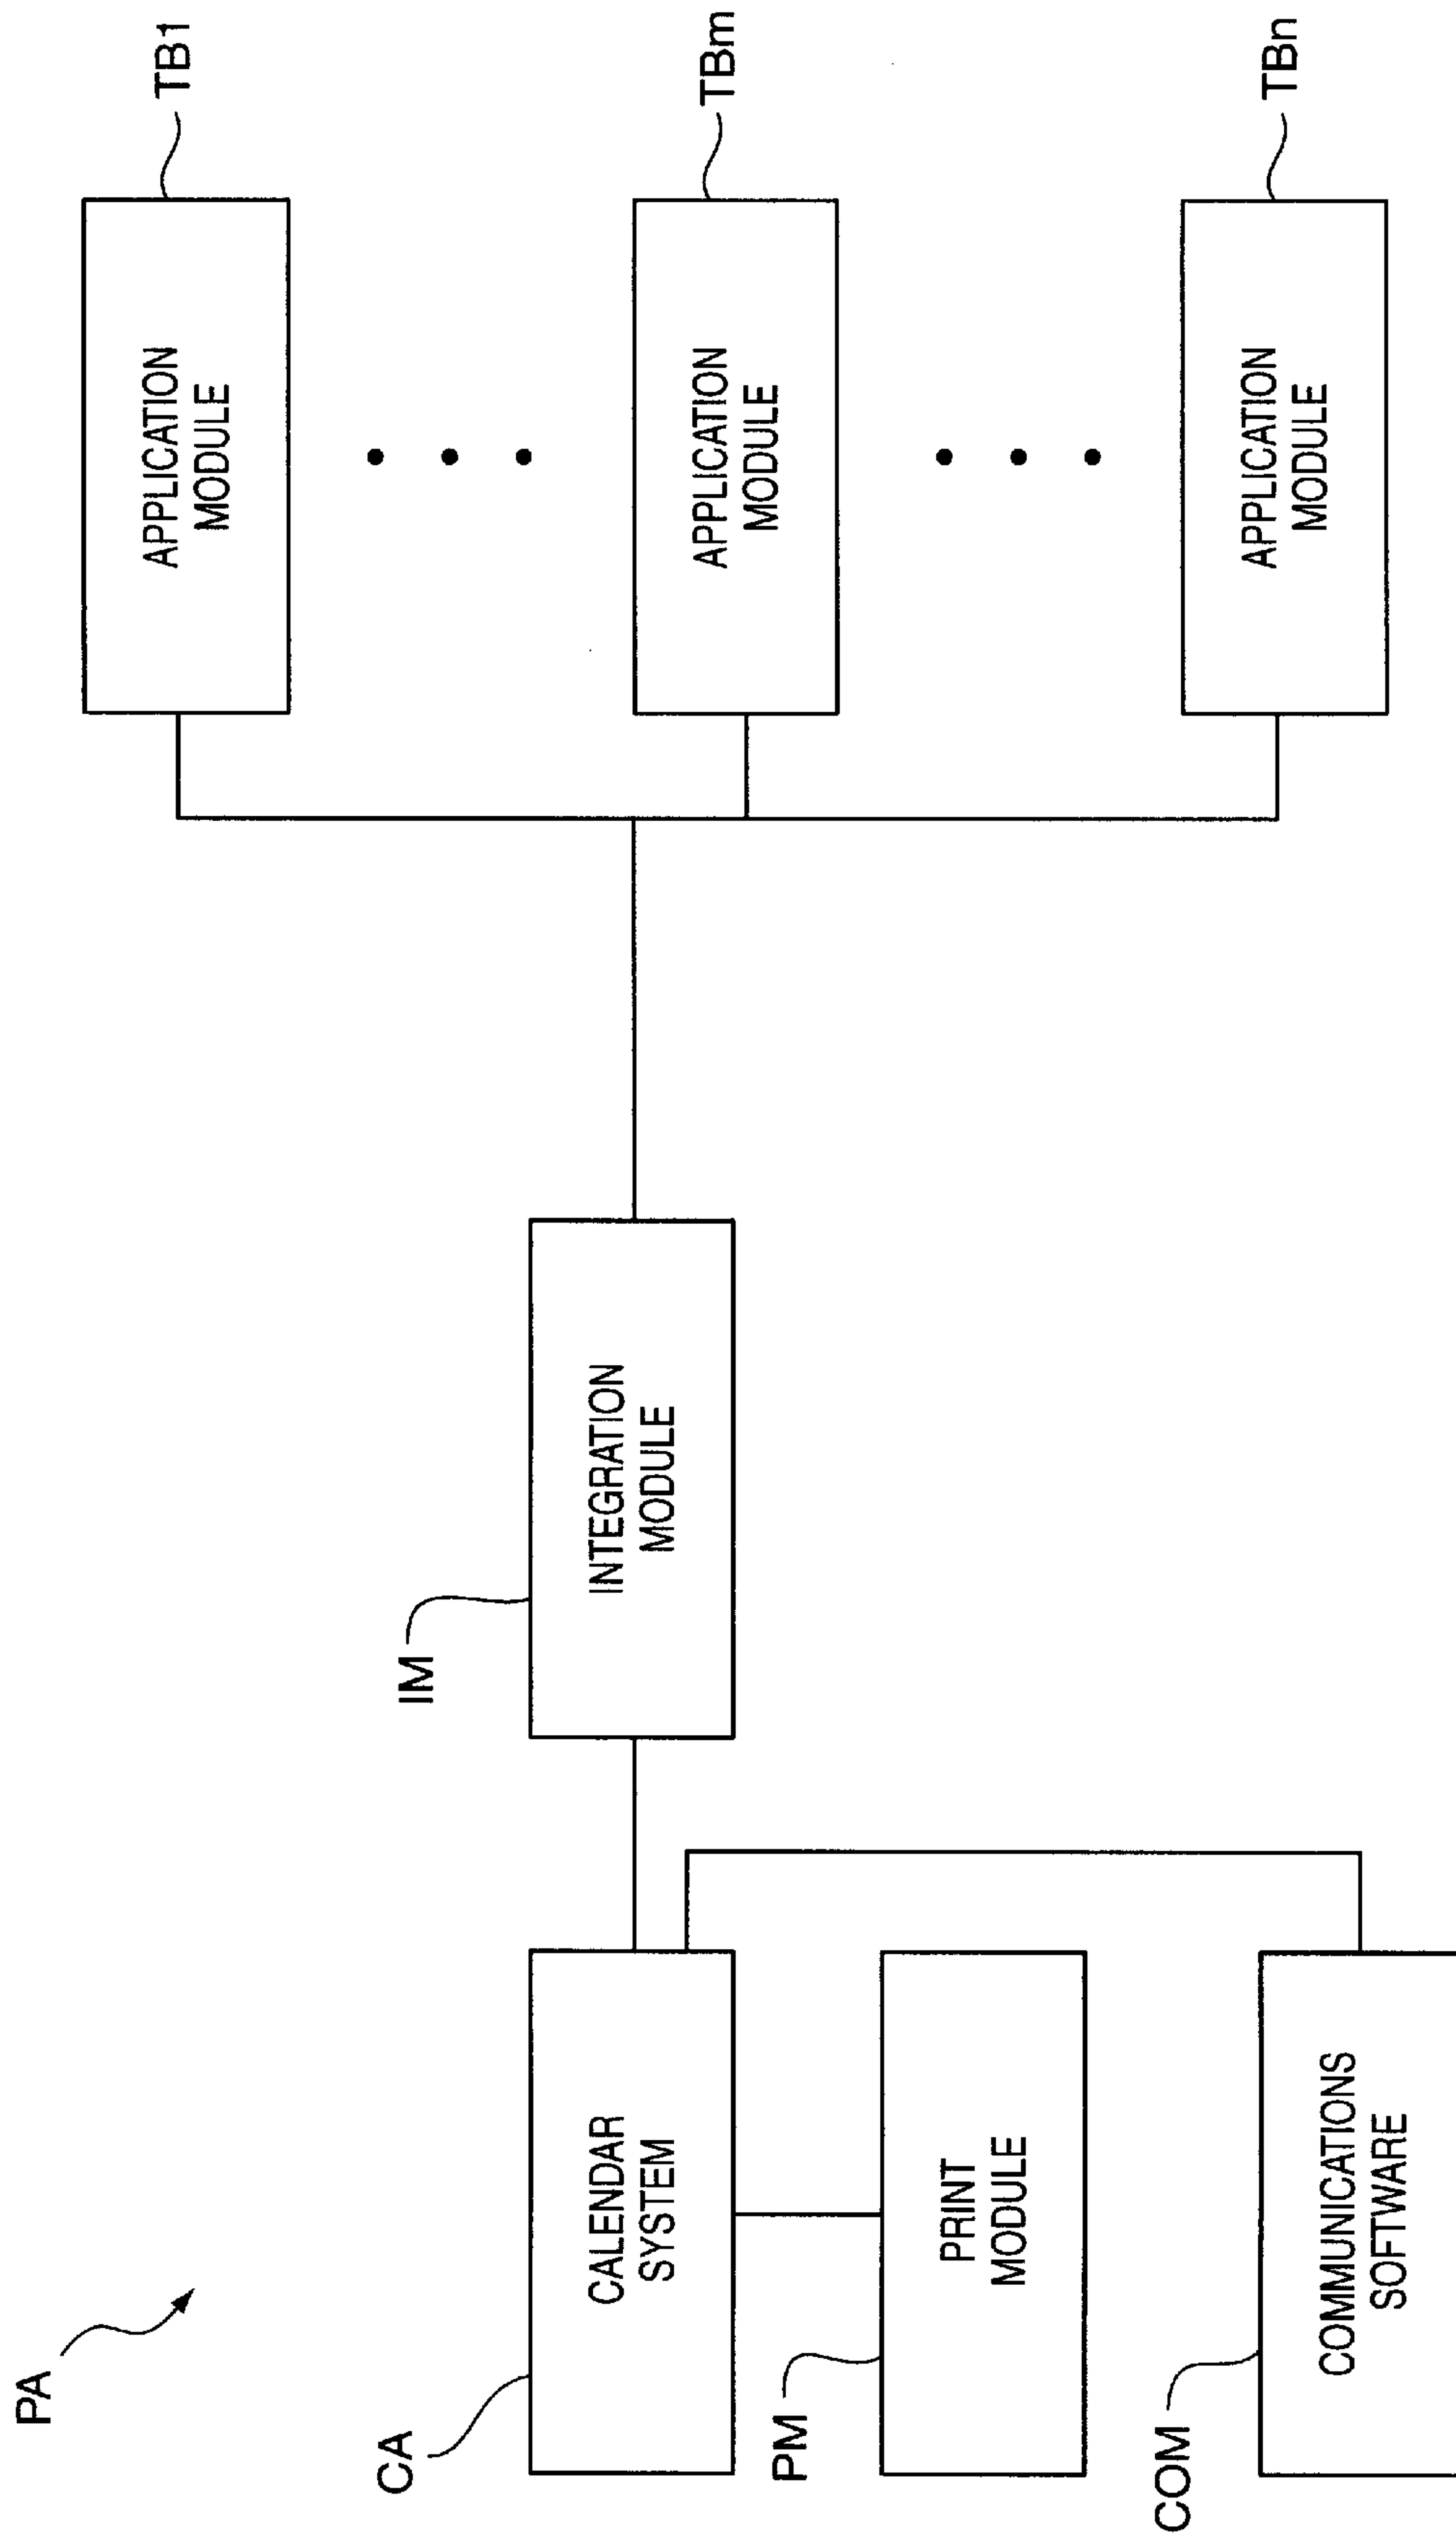 PA
CA
CALENDAR
SYSTEM
PM
PRINT
MODULE
COM
COMMUNICATIONS
SOFTWARE
IM
INTEGRATION
MODULE
APPLICATION
MODULE
TB1
APPLICATION
MODULE
TBm
APPLICATION
MODULE
TBn